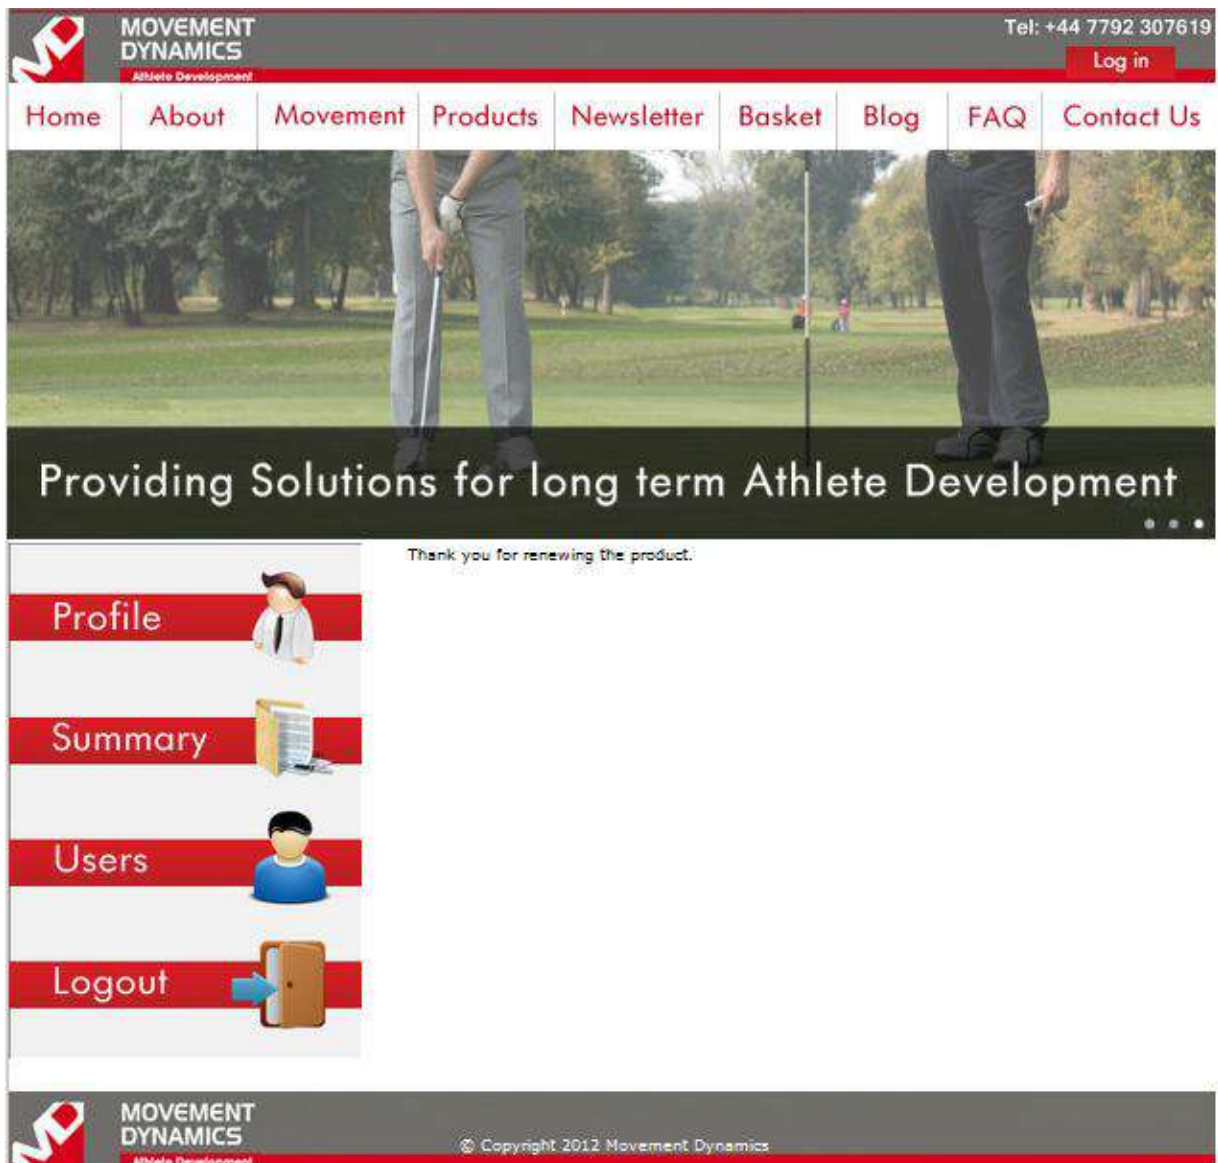 MOVEMENT
DYNAMICS
Athlete Development
Tel: +44 7792 307619
Log in
Home About Movement Products Newsletter Basket Blog FAQ Contact Us
Providing Solutions for long term Athlete Development
Thank you for renewing the product.
Profile
Summary
Users
Logout
MOVEMENT
DYNAMICS
Athlete Development
© Copyright 2012 Movement Dynamics